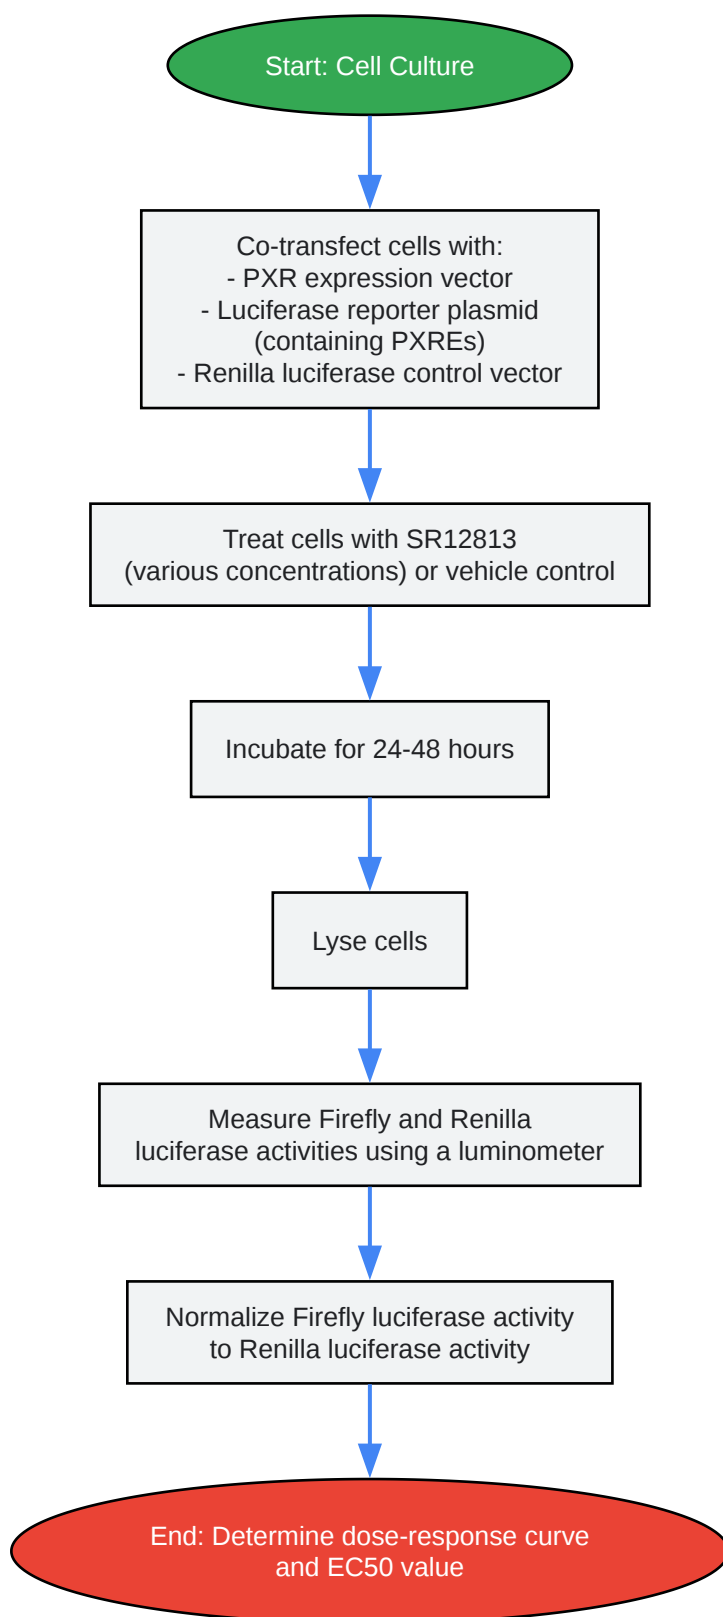 Start: Cell Culture
Co-transfect cells with:
- PXR expression vector
- Luciferase reporter plasmid
(containing PXREs)
- Renilla luciferase control vector
Treat cells with SR12813
(various concentrations) or vehicle control
Incubate for 24-48 hours
Lyse cells
Measure Firefly and Renilla
luciferase activities using a luminometer
Normalize Firefly luciferase activity
to Renilla luciferase activity
End: Determine dose-response curve
and EC50 value